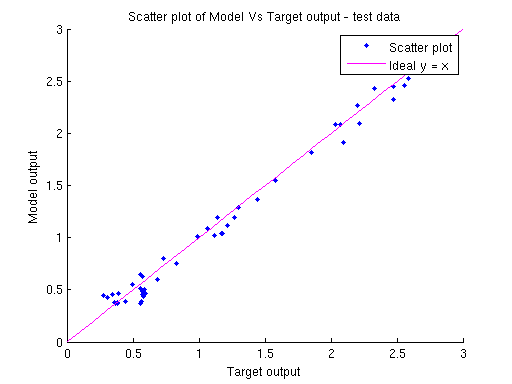 Scatter plot of Model Vs Target output - test data
3
2.5
2
1.5
1
0.5
0
Model output
Scatter plot
Ideal y = x
0
0.5
1
1.5
2
2.5
3
Target output